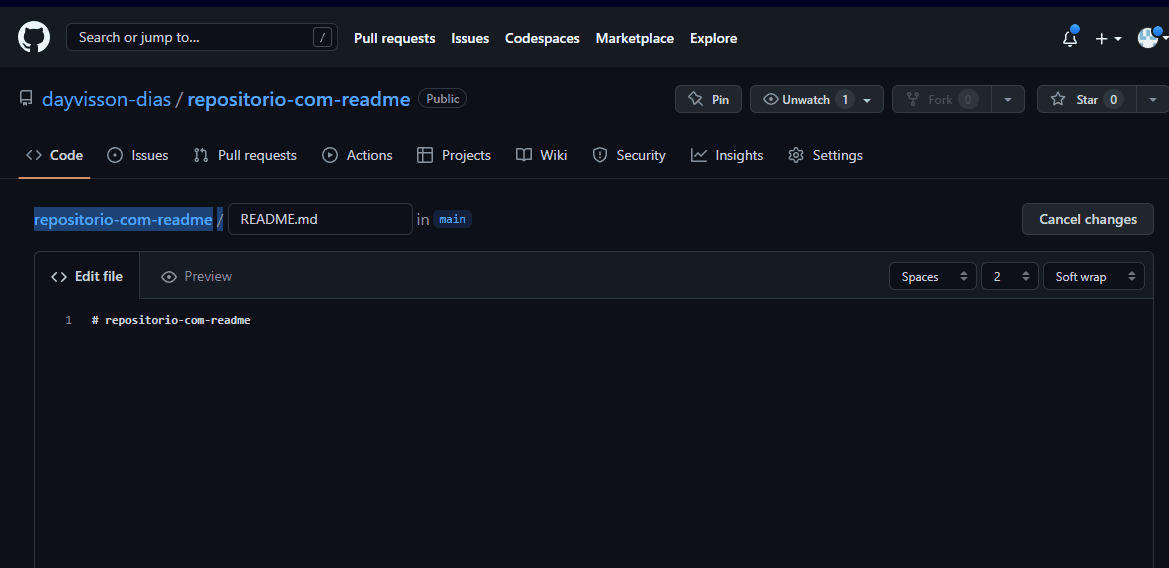 Search or jump to... /
Pull requests Issues Codespaces Marketplace Explore
dayvisson-dias / repositorio-com-readme Public
Pin Unwatch 1 Fork 0 Star 0
Code Issues Pull requests Actions Projects Wiki Security Insights Settings
repositorio-com-readme / README.md in main
Cancel changes
Edit file Preview
Spaces 2 Soft wrap
1 # repositorio-com-readme